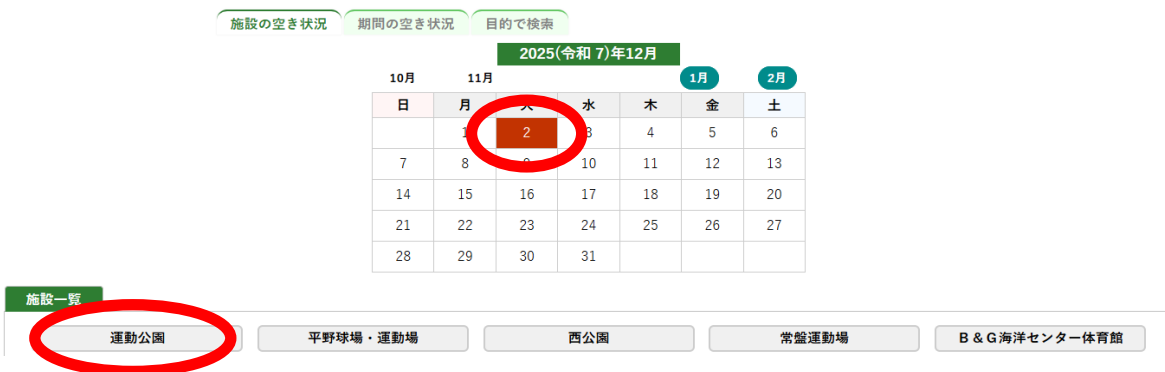 施設の空き状況 期間の空き状況 目的で検索
2025(令和 7)年12月
10月 11月 1月 2月
日 月 火 水 木 金 土
1 2 3 4 5 6
7 8 9 10 11 12 13
14 15 16 17 18 19 20
21 22 23 24 25 26 27
28 29 30 31
施設一覧
運動公園 平野球場・運動場 西公園 常盤運動場 B&G海洋センター体育館